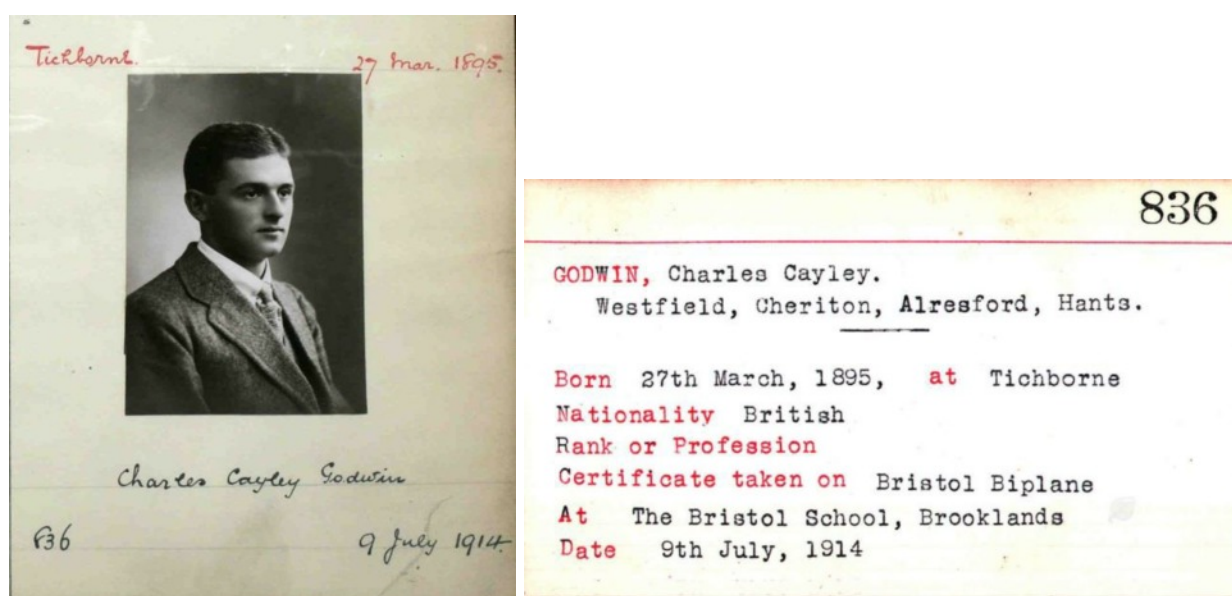 Tichborne.
27 Mar. 1895.
Charles Cayley Godwin
836
9 July 1914.
836
GODWIN, Charles Cayley.
Westfield, Cheriton, Alresford, Hants.
Born 27th March, 1895, at Tichborne
Nationality British
Rank or Profession
Certificate taken on Bristol Biplane
At The Bristol School, Brooklands
Date 9th July, 1914